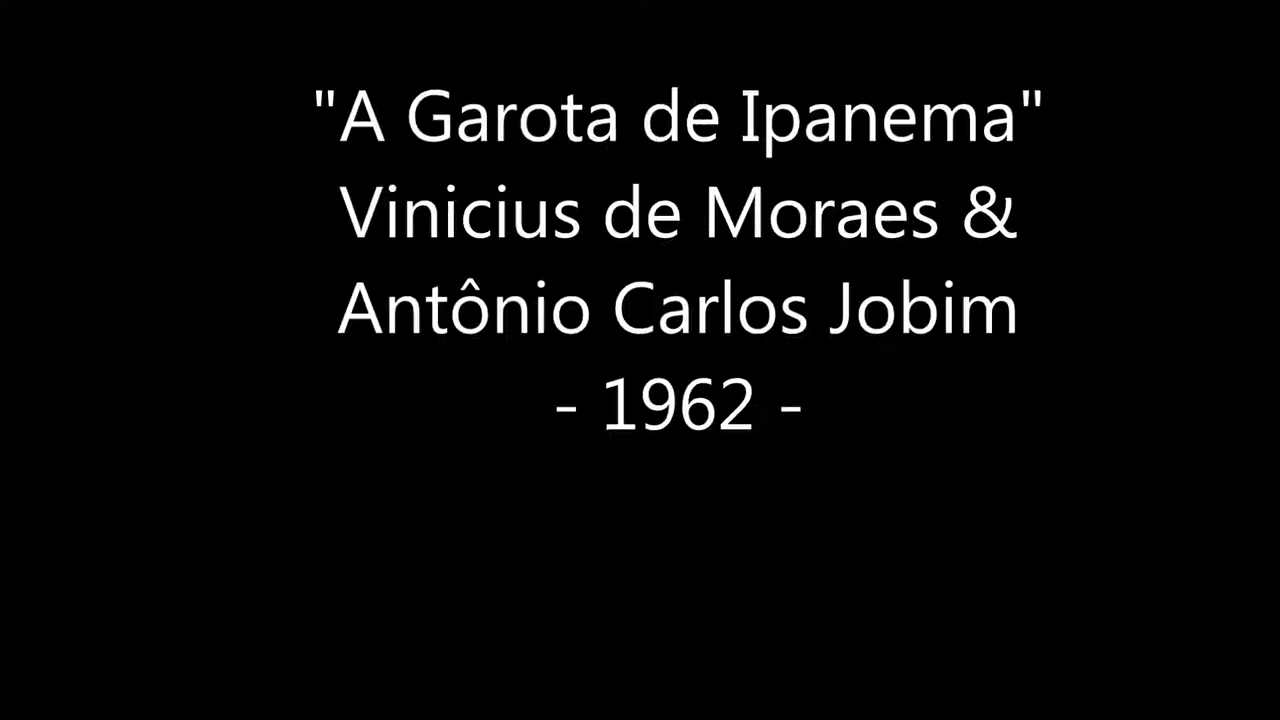 "A Garota de Ipanema"
Vinicius de Moraes &
Antônio Carlos Jobim
- 1962 -